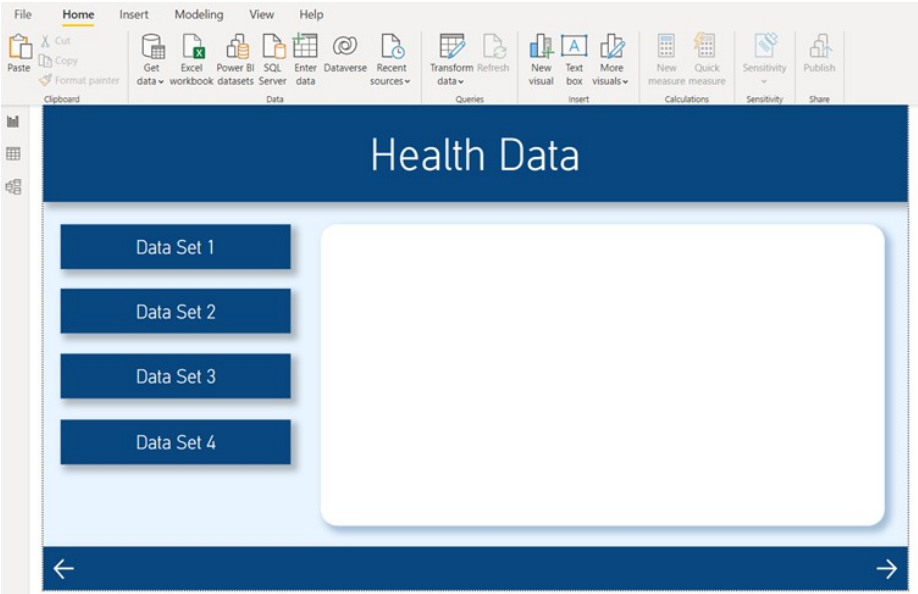 File Home Insert Modeling View Help
Paste
Cut
Copy
Format painter
Clipboard
Get data
Excel workbook
Power BI datasets
SQL Server
Enter data
Dataverse
Recent sources
Data
Transform data
Refresh
Queries
New visual
Text box
More visuals
Insert
New measure
Quick measure
Calculations
Sensitivity
Sensitivity
Publish
Share
Health Data
Data Set 1
Data Set 2
Data Set 3
Data Set 4